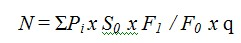 N = ΣPᵢ x S₀ x F₁ / F₀ x q